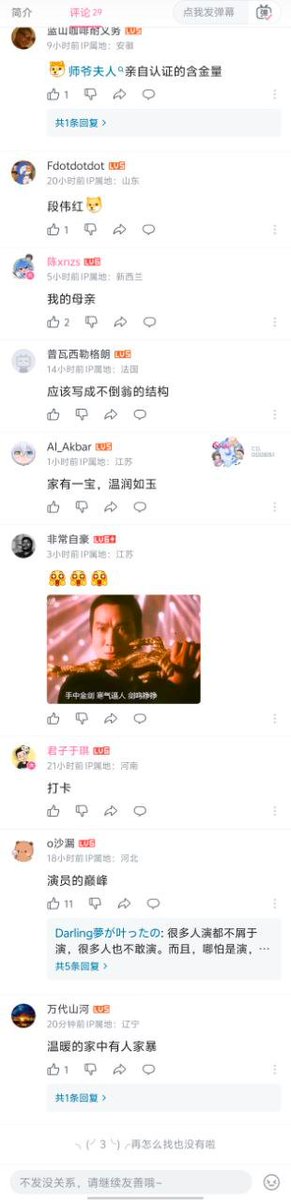 简介
评论 29
点我发弹幕
弹
蓝山咖啡耐义务 LV5
9小时前 IP属地：安徽
师爷夫人 亲自认证的含金量
1
共1条回复
Fdotdotdot LV5
20小时前 IP属地：山东
段伟红
1
陈xnzs LV6
5小时前 IP属地：新西兰
我的母亲
2
普瓦西勒格朗 LV5
14小时前 IP属地：法国
应该写成不倒翁的结构
Al_Akbar LV5
1小时前 IP属地：江苏
家有一宝，温润如玉
非常自豪 LV6
3小时前 IP属地：江苏
手中金剑 寒气逼人 剑鸣铮铮
君子于琪 LV6
21小时前 IP属地：河南
打卡
o沙漏 LV6
18小时前 IP属地：河北
演员的巅峰
11
Darling夢が叶ったの: 很多人演都不屑于
演，很多人也不敢演。而且，哪怕是演，…
共5条回复
万代山河 LV5
20分钟前 IP属地：辽宁
温暖的家中有人家暴
1
共1条回复
╮(╯3╰)╭再怎么找也没有啦
不发没关系，请继续友善哦~